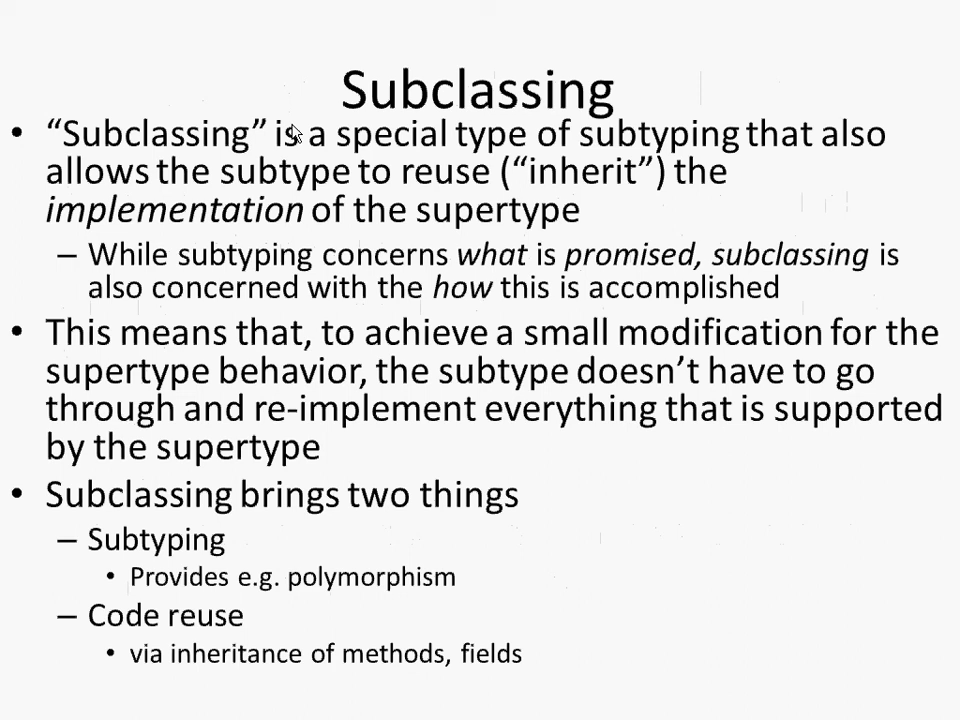 Subclassing
• “Subclassing” is a special type of subtyping that also
allows the subtype to reuse (“inherit”) the
implementation of the supertype
– While subtyping concerns what is promised, subclassing is
also concerned with the how this is accomplished
• This means that, to achieve a small modification for the
supertype behavior, the subtype doesn’t have to go
through and re-implement everything that is supported
by the supertype
• Subclassing brings two things
– Subtyping
• Provides e.g. polymorphism
– Code reuse
• via inheritance of methods, fields